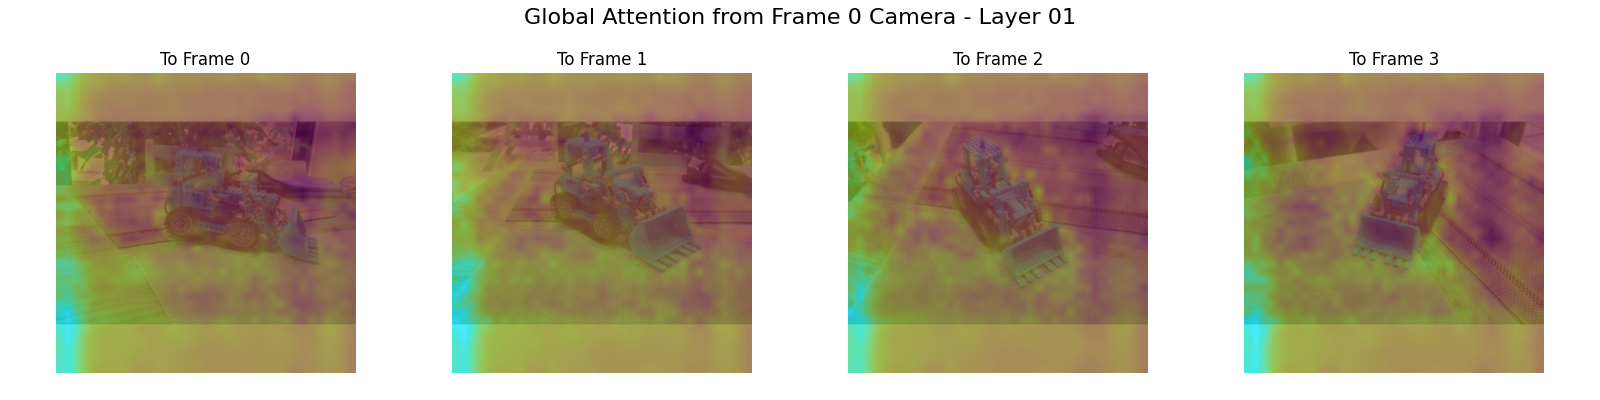 Global Attention from Frame 0 Camera - Layer 01
To Frame 0
To Frame 1
To Frame 2
To Frame 3